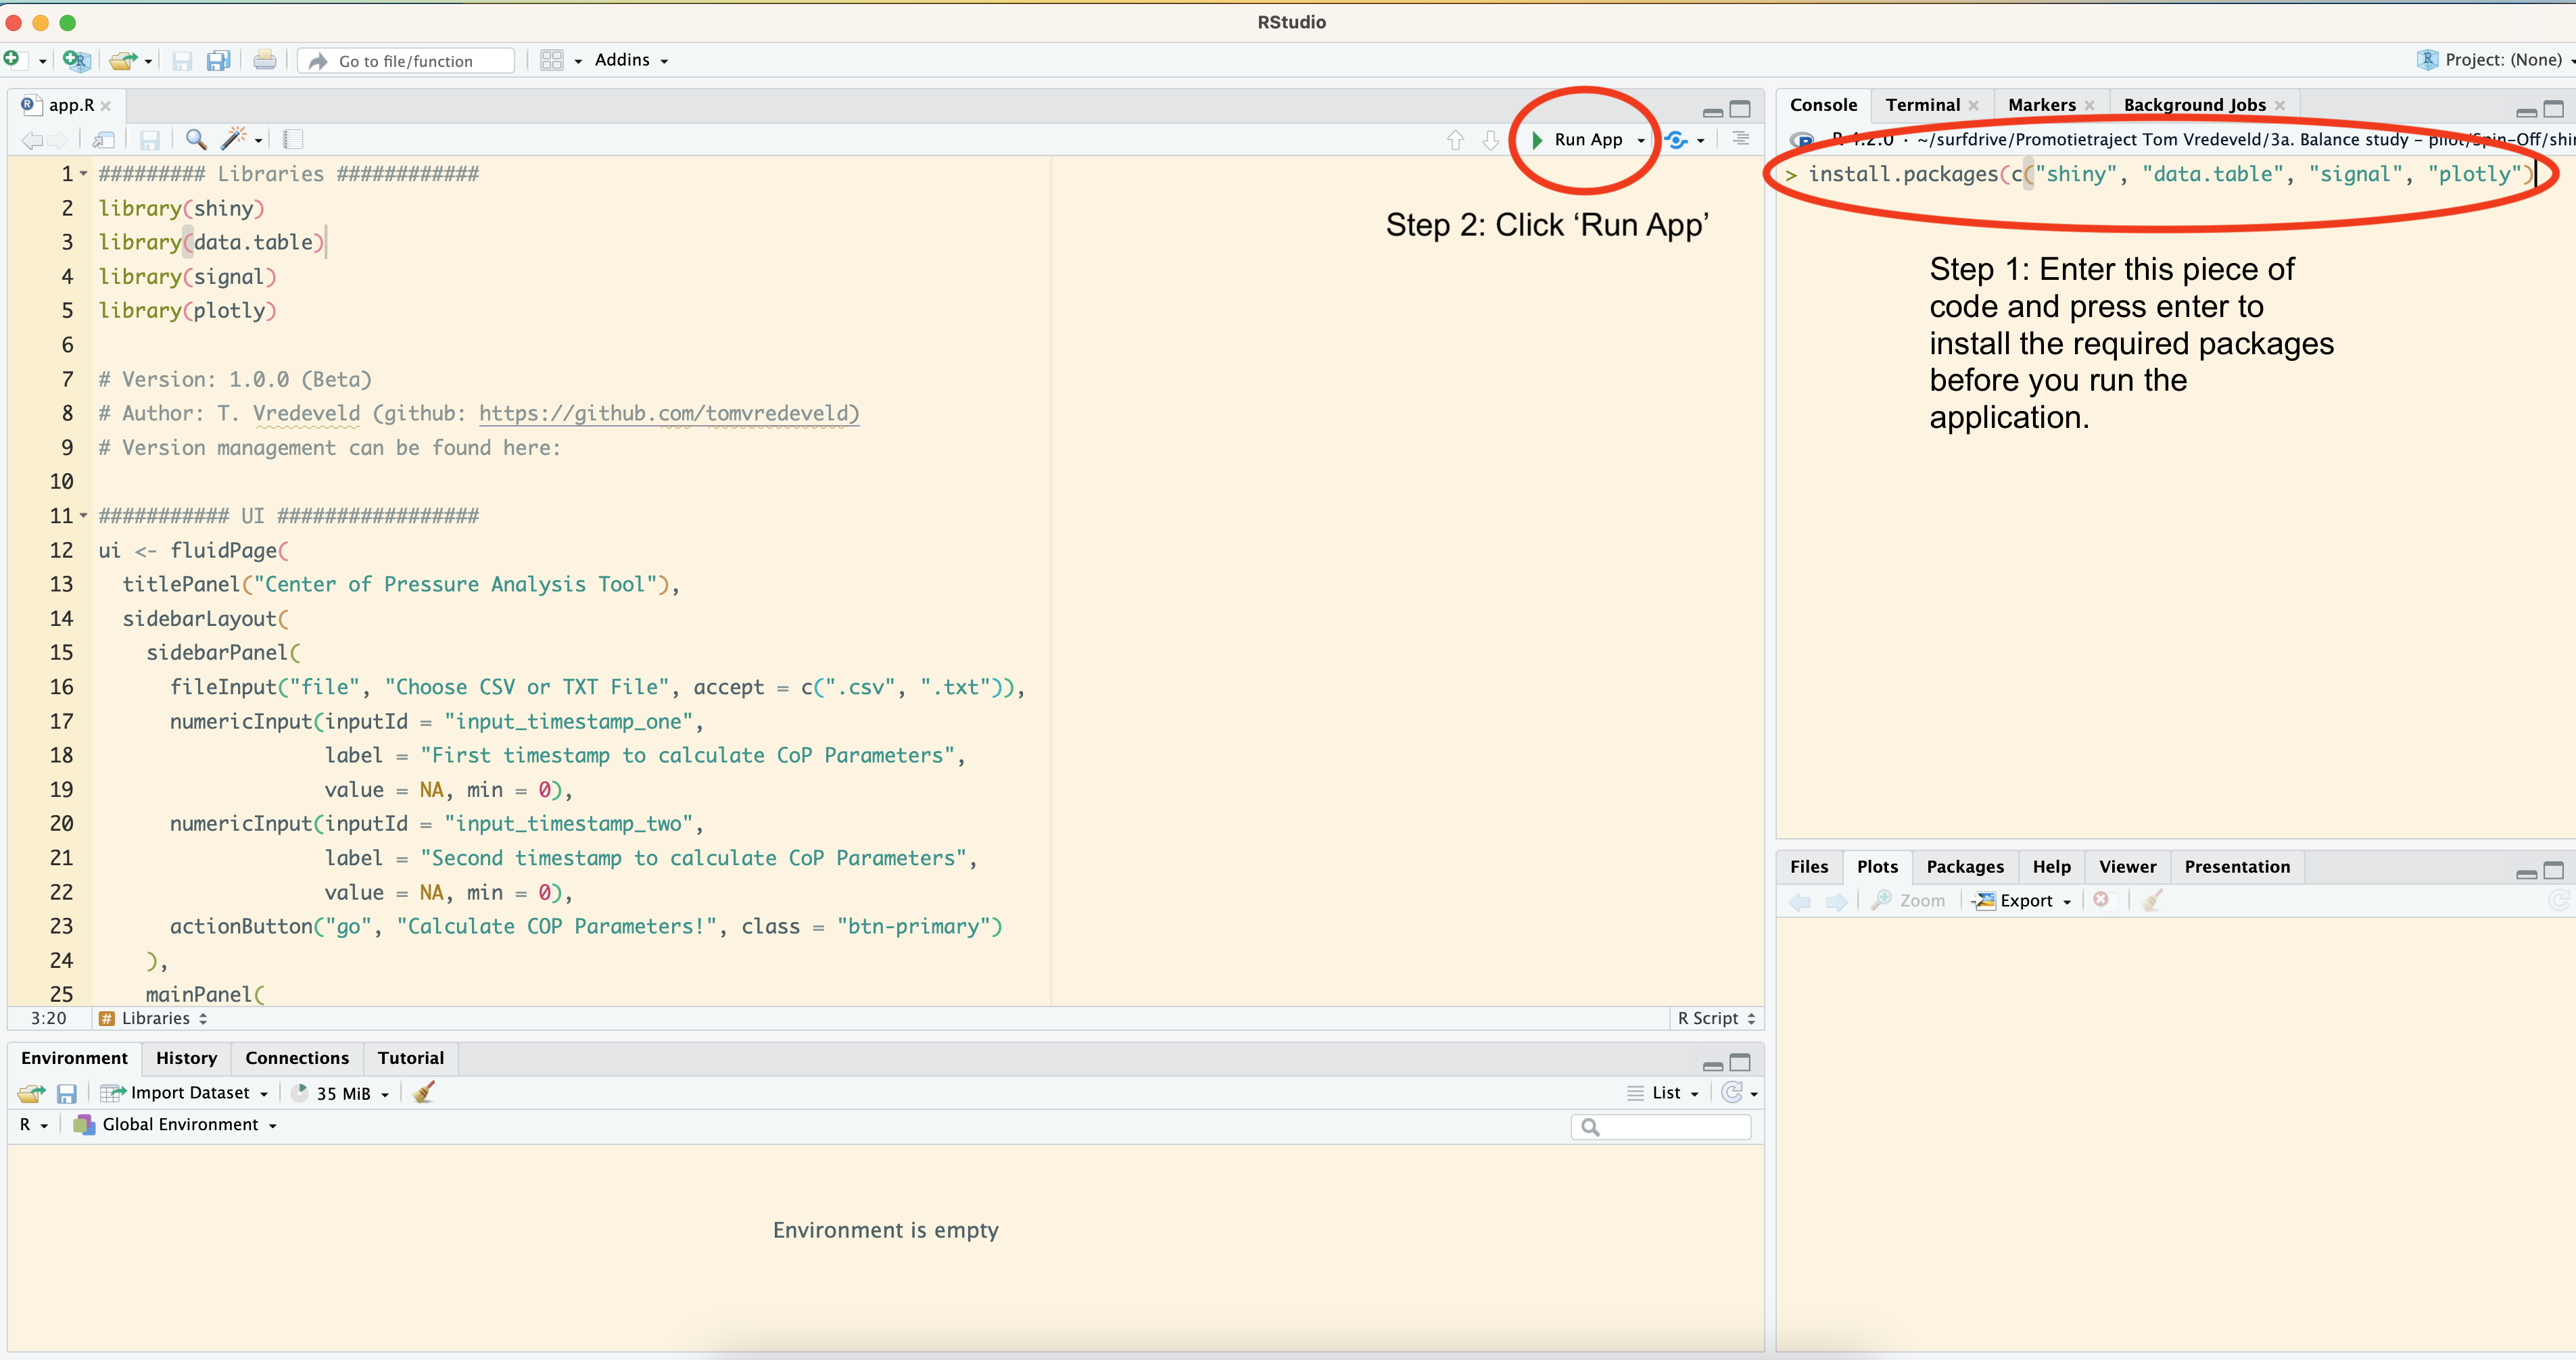 RStudio
Go to file/function
Addins
Project: (None)
app.R
Run App
1 ######### Libraries ############
2 library(shiny)
3 library(data.table)
4 library(signal)
5 library(plotly)
6
7 # Version: 1.0.0 (Beta)
8 # Author: T. Vredeveld (github: https://github.com/tomvredeveld)
9 # Version management can be found here:
10
11 ########### UI #################
12 ui <- fluidPage(
13 titlePanel("Center of Pressure Analysis Tool"),
14 sidebarLayout(
15 sidebarPanel(
16 fileInput("file", "Choose CSV or TXT File", accept = c(".csv", ".txt")),
17 numericInput(inputId = "input_timestamp_one",
18 label = "First timestamp to calculate CoP Parameters",
19 value = NA, min = 0),
20 numericInput(inputId = "input_timestamp_two",
21 label = "Second timestamp to calculate CoP Parameters",
22 value = NA, min = 0),
23 actionButton("go", "Calculate COP Parameters!", class = "btn-primary")
24 ),
25 mainPanel(
Step 2: Click ‘Run App’
3:20 # Libraries
R Script
Environment History Connections Tutorial
Import Dataset 35 MiB List
R Global Environment
Environment is empty
Console Terminal Markers Background Jobs
R 4.2.0 · ~/surfdrive/Promotietraject Tom Vredeveld/3a. Balance study – pilot/Spin-Off/shi
> install.packages(c("shiny", "data.table", "signal", "plotly")
Step 1: Enter this piece of
code and press enter to
install the required packages
before you run the
application.
Files Plots Packages Help Viewer Presentation
Zoom Export